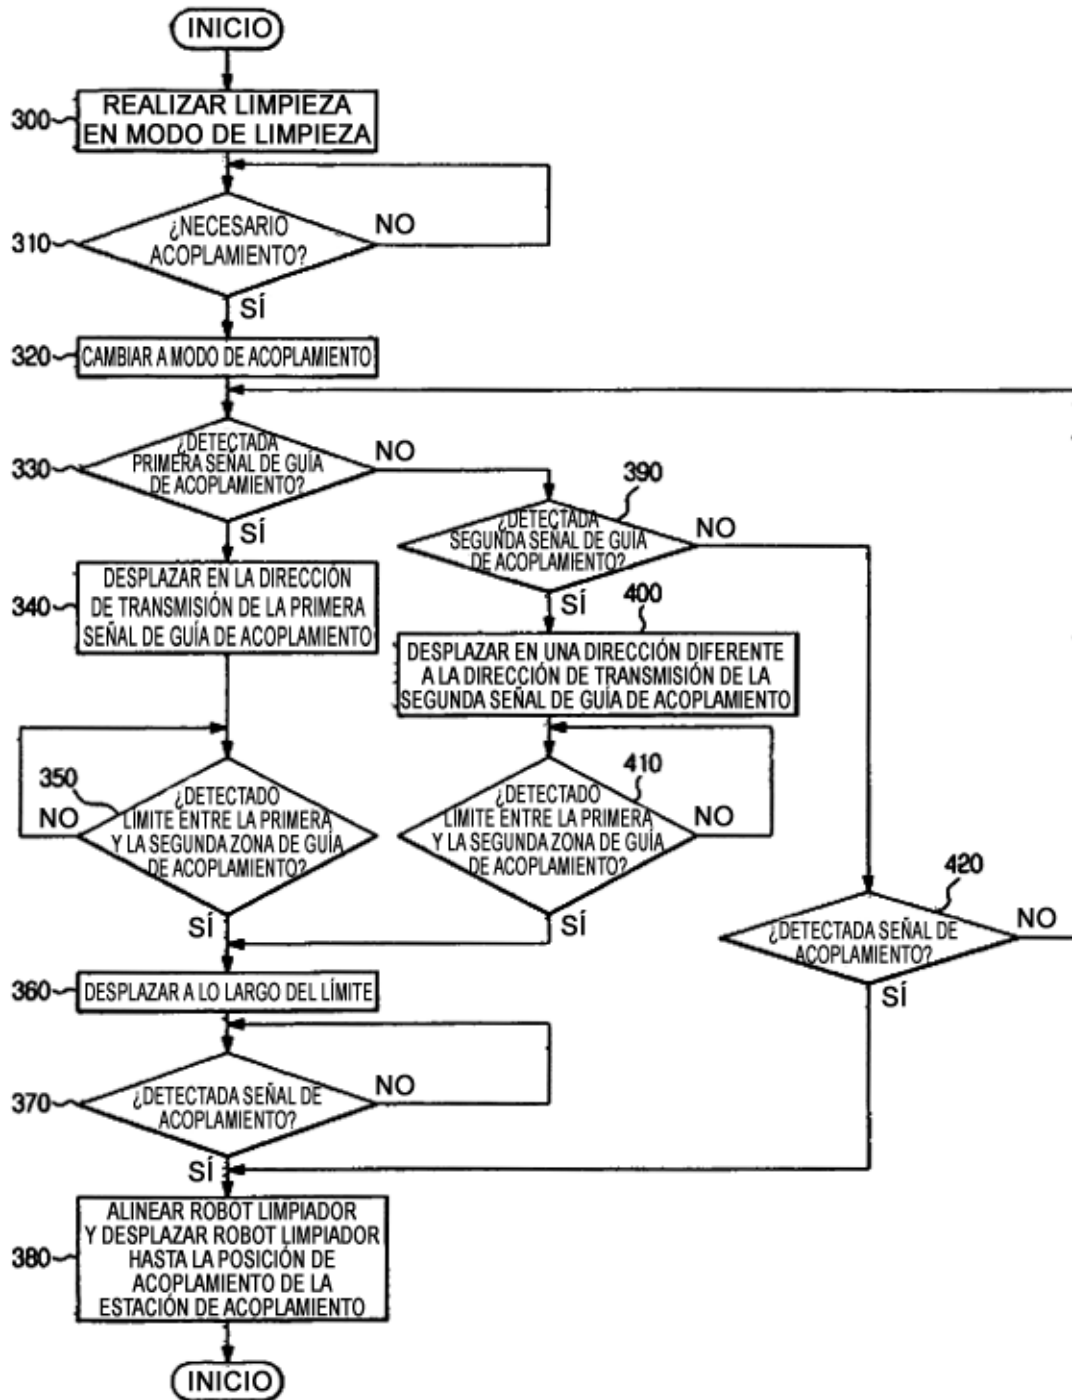 INICIO
300
REALIZAR LIMPIEZA
EN MODO DE LIMPIEZA
310
¿NECESARIO
ACOPLAMIENTO?
NO
SÍ
320
CAMBIAR A MODO DE ACOPLAMIENTO
330
¿DETECTADA
PRIMERA SEÑAL DE GUÍA
DE ACOPLAMIENTO?
NO
SÍ
390
¿DETECTADA
SEGUNDA SEÑAL DE GUÍA
DE ACOPLAMIENTO?
NO
SÍ
340
DESPLAZAR EN LA DIRECCIÓN
DE TRANSMISIÓN DE LA PRIMERA
SEÑAL DE GUÍA DE ACOPLAMIENTO
400
DESPLAZAR EN UNA DIRECCIÓN DIFERENTE
A LA DIRECCIÓN DE TRANSMISIÓN DE LA
SEGUNDA SEÑAL DE GUÍA DE ACOPLAMIENTO
350
¿DETECTADO
LÍMITE ENTRE LA PRIMERA
Y LA SEGUNDA ZONA DE GUÍA
DE ACOPLAMIENTO?
NO
SÍ
410
¿DETECTADO
LÍMITE ENTRE LA PRIMERA
Y LA SEGUNDA ZONA DE GUÍA
DE ACOPLAMIENTO?
NO
SÍ
420
¿DETECTADA SEÑAL DE
ACOPLAMIENTO?
NO
SÍ
360
DESPLAZAR A LO LARGO DEL LÍMITE
370
¿DETECTADA SEÑAL DE
ACOPLAMIENTO?
NO
SÍ
380
ALINEAR ROBOT LIMPIADOR
Y DESPLAZAR ROBOT LIMPIADOR
HASTA LA POSICIÓN DE
ACOPLAMIENTO DE LA
ESTACIÓN DE ACOPLAMIENTO
INICIO